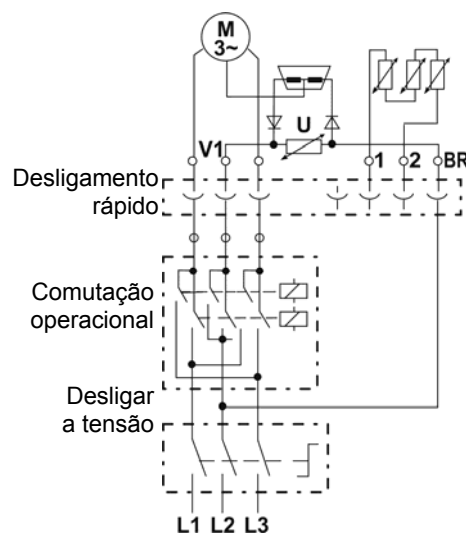 M
3~
U
V1
1
2
BR
Desligamento
rápido
Comutação
operacional
Desligar
a tensão
L1 L2 L3